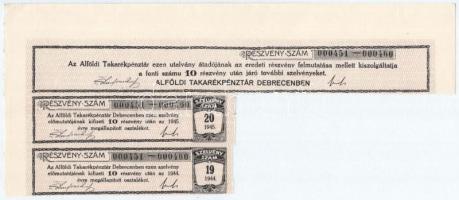 RÉSZVÉNY-SZÁM 000451 — 000460
Az Alföldi Takarékpénztár ezen utalvány átadójának az eredeti részvény felmutatása mellett kiszolgáltatja
a fenti számu 10 részvény után járó további szelvényeket.
ALFÖLDI TAKARÉKPÉNZTÁR DEBRECENBEN
RÉSZVÉNY-SZÁM 000451 — 000460
Az Alföldi Takarékpénztár Debrecenben ezen szelvény
előmutatójának kifizeti 10 részvény után az 1945.
évre megállapított osztalékot.
SZELVÉNY
SZÁM
20
1945.
RÉSZVÉNY-SZÁM 000451 — 000460
Az Alföldi Takarékpénztár Debrecenben ezen szelvény
előmutatójának kifizeti 10 részvény után az 1944.
évre megállapított osztalékot.
SZELVÉNY
SZÁM
19
1944.